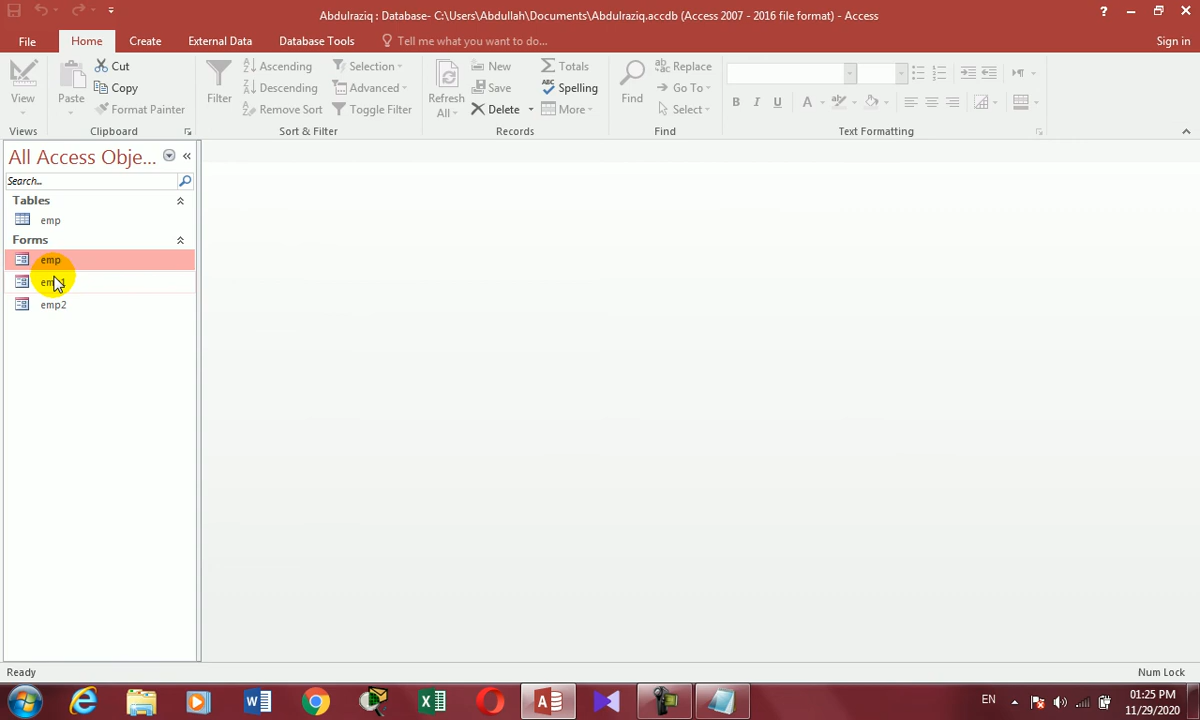 Abdulraziq : Database- C:\Users\Abdullah\Documents\Abdulraziq.accdb (Access 2007 - 2016 file format) - Access
?
File Home Create External Data Database Tools Tell me what you want to do... Sign in
View
Views
Paste
Cut
Copy
Format Painter
Clipboard
Filter
Ascending
Descending
Remove Sort
Selection
Advanced
Toggle Filter
Sort & Filter
Refresh
All
New
Save
Delete
Totals
Spelling
More
Records
Find
Replace
Go To
Select
Find
B I U A
Text Formatting
All Access Obje...
Search...
Tables
emp
Forms
emp
emp2
Ready
Num Lock
EN
01:25 PM
11/29/2020